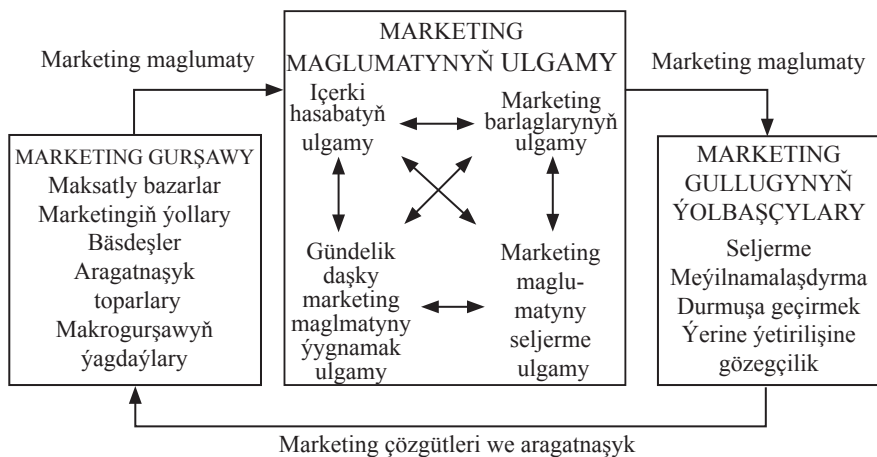 Marketing maglumaty
MARKETING GURŞAWY
Maksatly bazarlar
Marketingiň ýollary
Bäsdeşler
Aragatnaşyk
toparlary
Makrogurşawyň
ýagdaýlary
MARKETING
MAGLUMATYNYŇ ULGAMY
Içerki
hasabatyň
ulgamy
Marketing
barlaglarynyň
ulgamy
Gündelik
daşky
marketing
maglmatyny
ýygnamak
ulgamy
Marketing
maglu-
matyny
seljerme
ulgamy
Marketing maglumaty
MARKETING
GULLUGYNYŇ
ÝOLBAŞÇYLARY
Seljerme
Meýilnamalaşdyrma
Durmuşa geçirmek
Ýerine ýetirilişine
gözegçilik
Marketing çözgütleri we aragatnaşyk